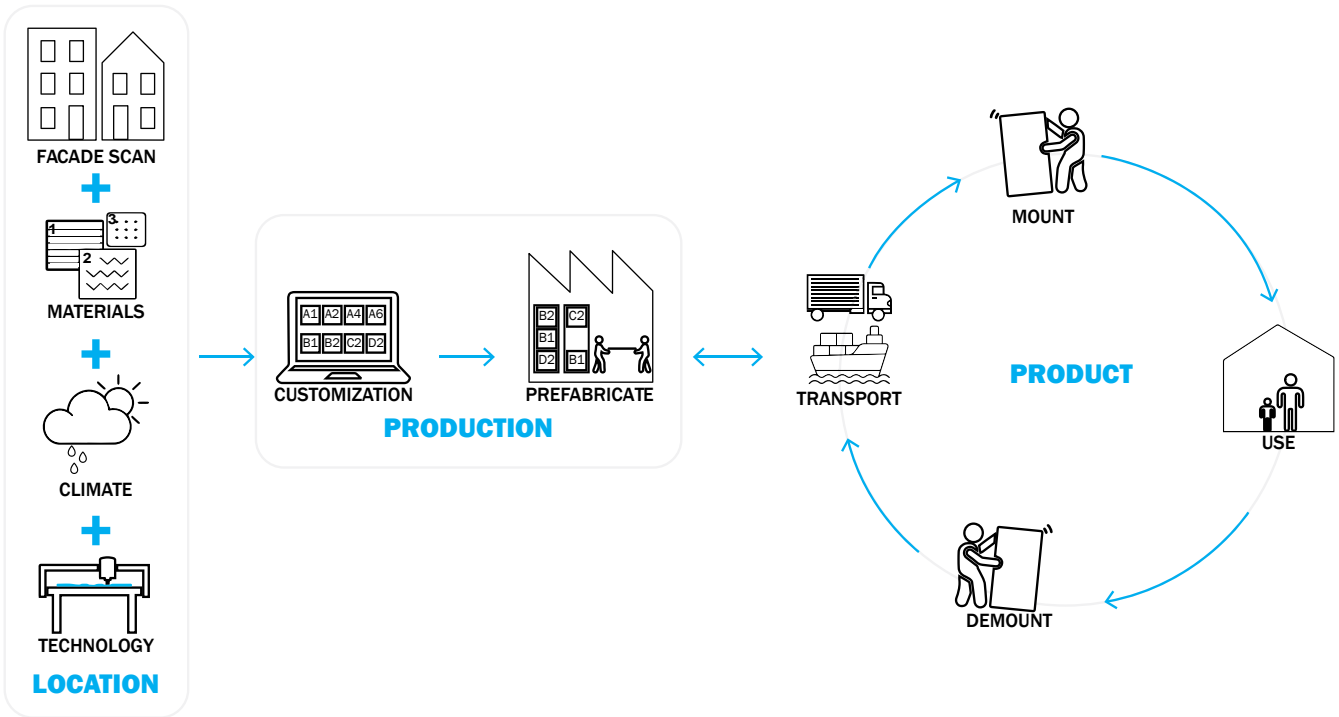 FACADE SCAN
1
3.
2
MATERIALS
CLIMATE
TECHNOLOGY
LOCATION
A1 A2 A4 A6
B1 B2 C2 D2
CUSTOMIZATION
B2 C2
B1
D2 B1
PREFABRICATE
PRODUCTION
MOUNT
TRANSPORT
PRODUCT
USE
DEMOUNT